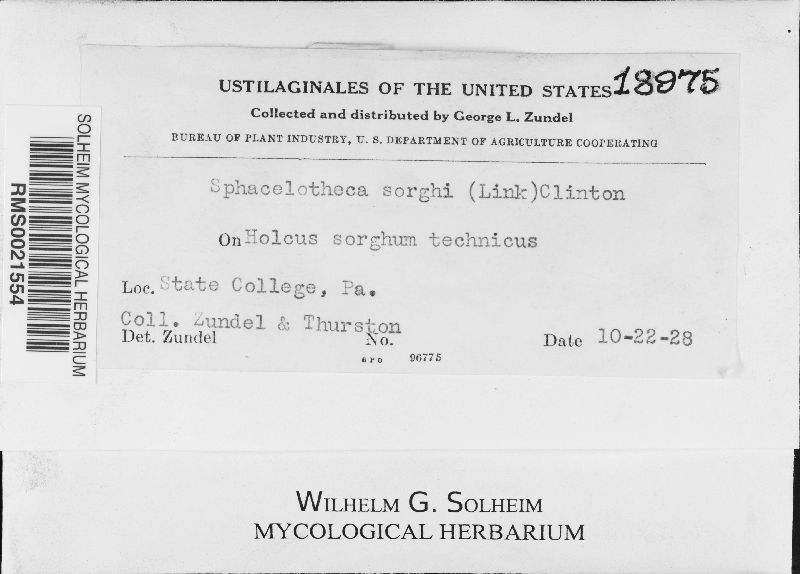 USTILAGINALES OF THE UNITED STATES 18975
Collected and distributed by George L. Zundel
BUREAU OF PLANT INDUSTRY, U. S. DEPARTMENT OF AGRICULTURE COOPERATING
Sphacelotheca sorghi (Link)Clinton
On Holcus sorghum technicus
Loc. State College, Pa.
Coll. Zundel & Thurston
Det. Zundel No. Date 10-22-28
GPO 96775
SOLHEIM MYCOLOGICAL HERBARIUM
RMS0021554
WILHELM G. SOLHEIM
MYCOLOGICAL HERBARIUM